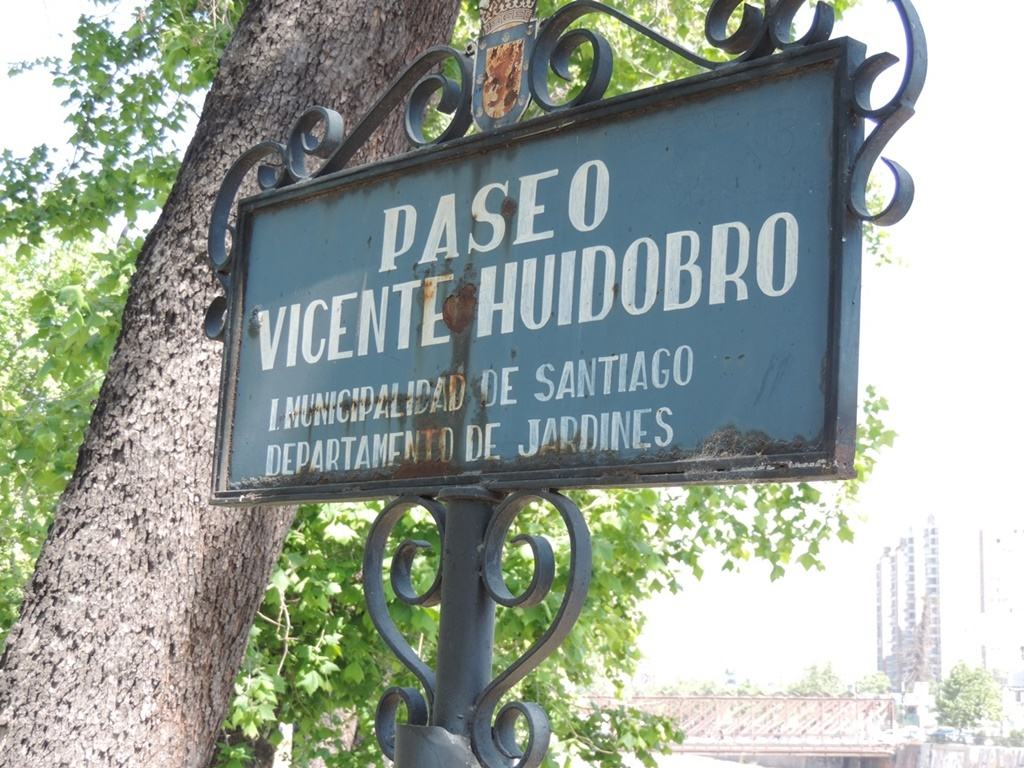 PASEO
VICENTE HUIDOBRO
I. MUNICIPALIDAD DE SANTIAGO
DEPARTAMENTO DE JARDINES